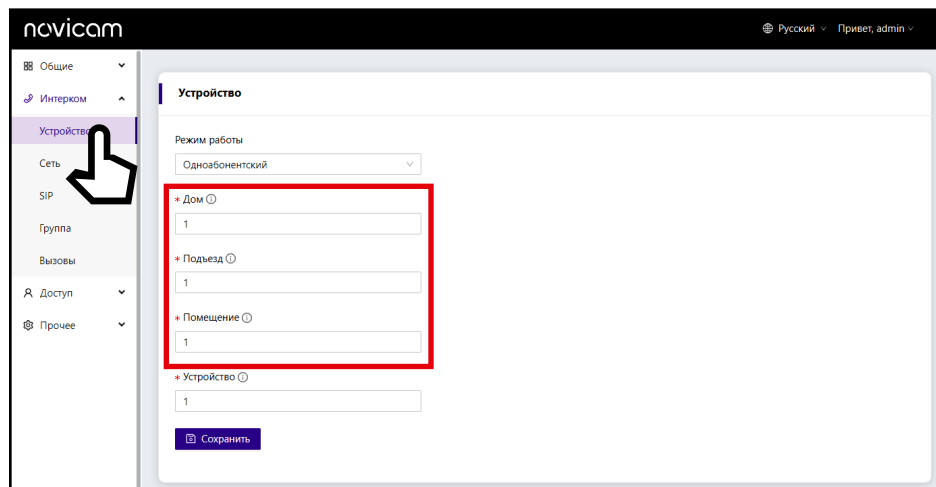 novicam
Русский
Привет, admin
Общие
Интерком
Устройство
Сеть
SIP
Группа
Вызовы
Доступ
Прочее
Устройство
Режим работы
Одноабонентский
* Дом
1
* Подъезд
1
* Помещение
1
* Устройство
1
Сохранить